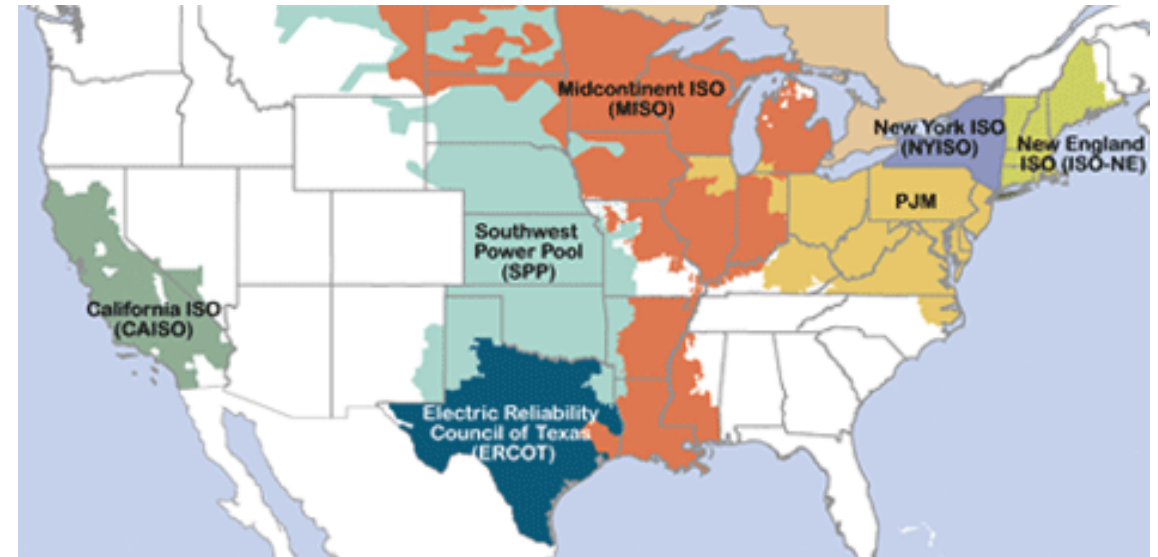 Midcontinent ISO
(MISO)
New York ISO
(NYISO)
New England
ISO (ISO-NE)
PJM
Southwest
Power Pool
(SPP)
California ISO
(CAISO)
Electric Reliability
Council of Texas
(ERCOT)